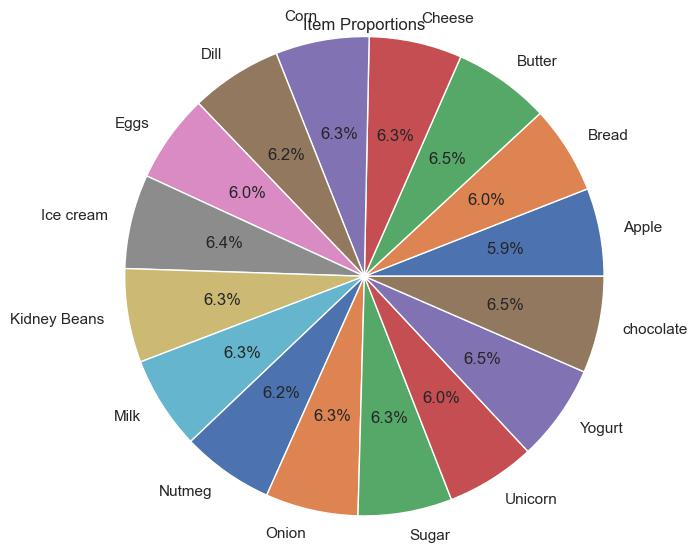 Item Proportions
Apple
5.9%
Bread
6.0%
Butter
6.5%
Cheese
6.3%
Corn
6.3%
Dill
6.2%
Eggs
6.0%
Ice cream
6.4%
Kidney Beans
6.3%
Milk
6.3%
Nutmeg
6.2%
Onion
6.3%
Sugar
6.3%
Unicorn
6.0%
Yogurt
6.5%
chocolate
6.5%